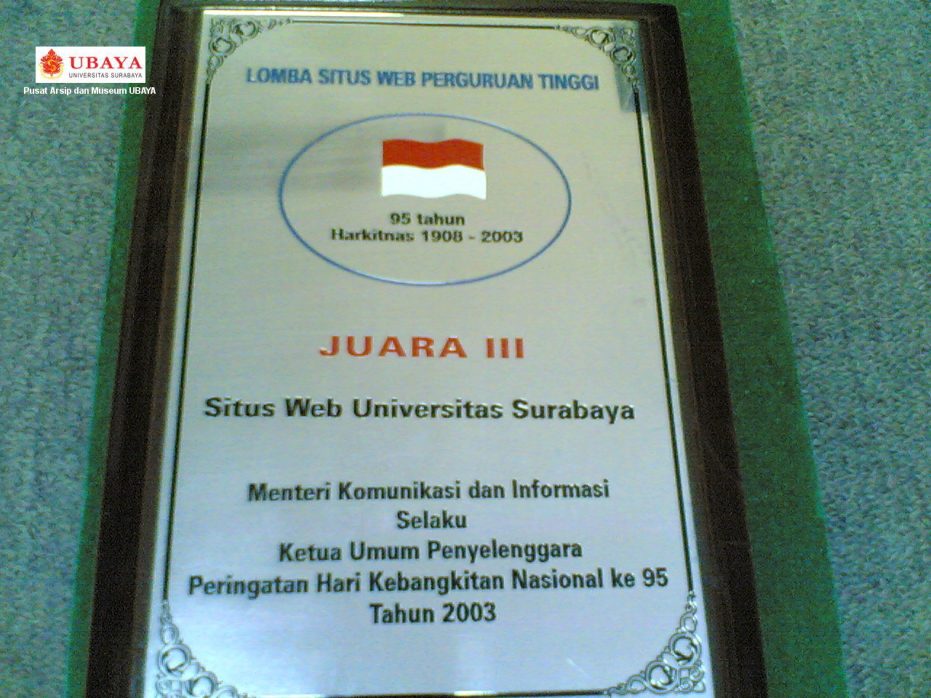 UBAYA
UNIVERSITAS SURABAYA
Pusat Arsip dan Museum UBAYA
LOMBA SITUS WEB PERGURUAN TINGGI
95 tahun
Harkitnas 1908 - 2003
JUARA III
Situs Web Universitas Surabaya
Menteri Komunikasi dan Informasi
Selaku
Ketua Umum Penyelenggara
Peringatan Hari Kebangkitan Nasional ke 95
Tahun 2003